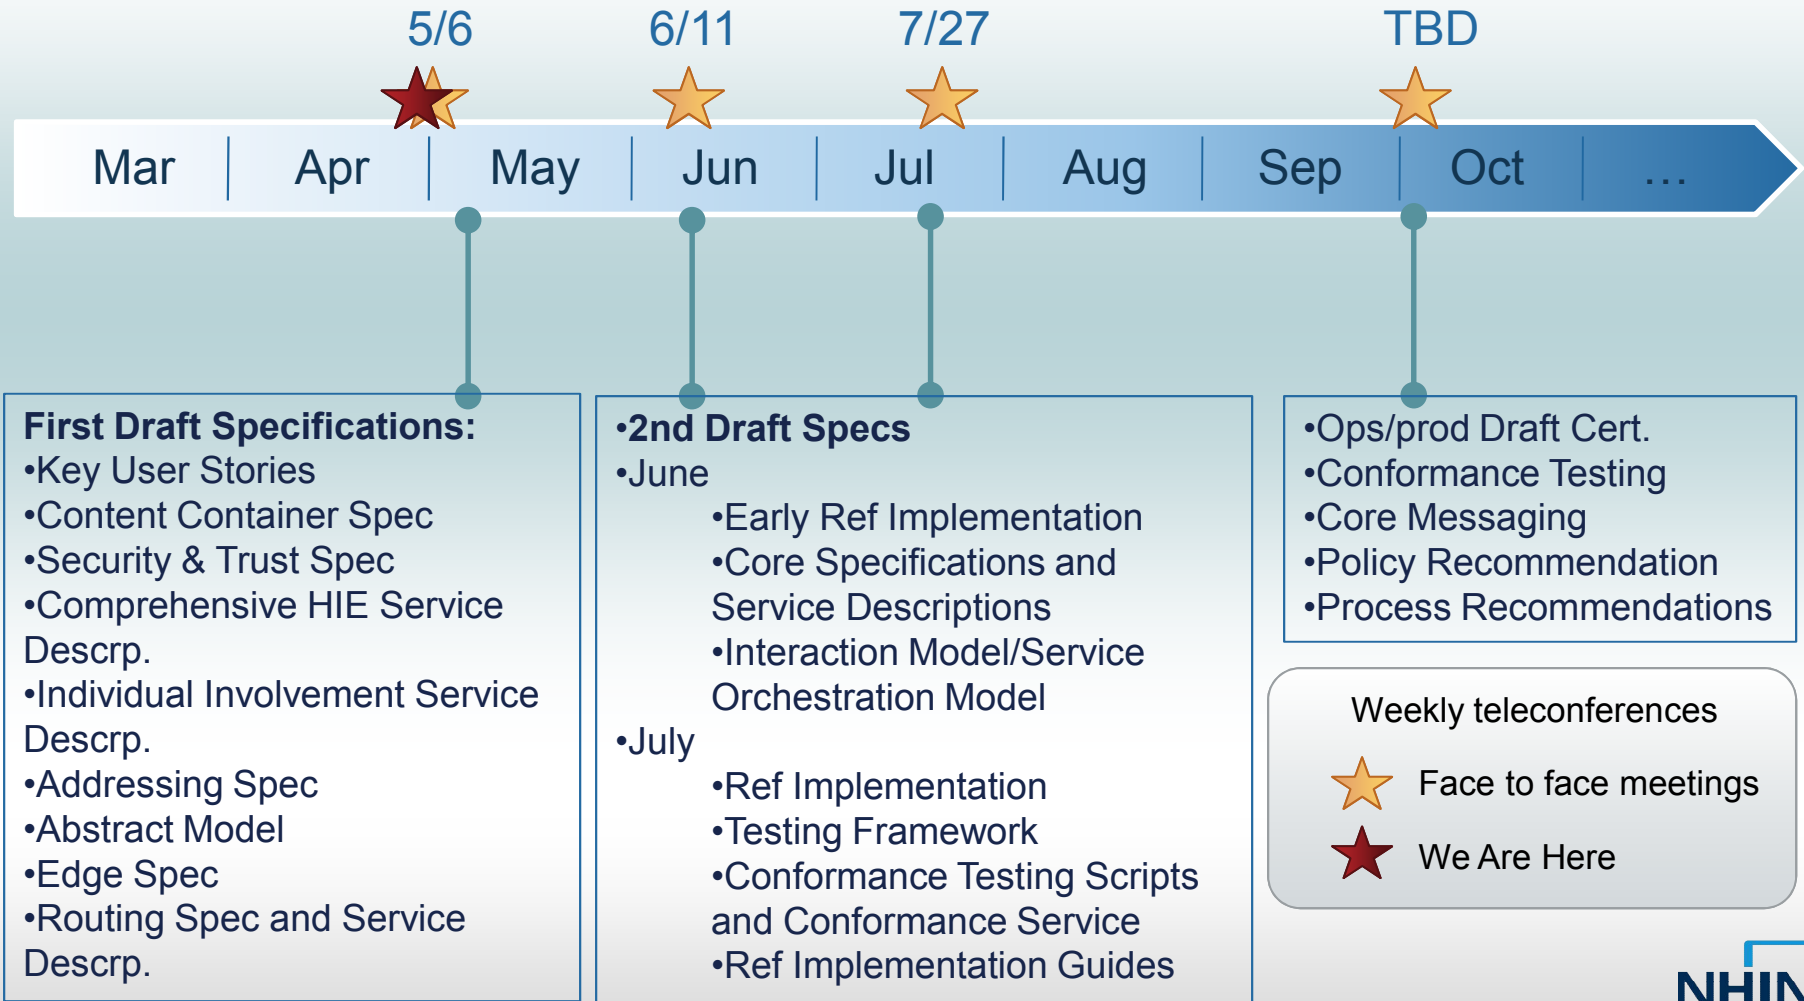 5/6 6/11 7/27 TBD
Mar Apr May Jun Jul Aug Sep Oct ...
First Draft Specifications:
•Key User Stories
•Content Container Spec
•Security & Trust Spec
•Comprehensive HIE Service
Descrp.
•Individual Involvement Service
Descrp.
•Addressing Spec
•Abstract Model
•Edge Spec
•Routing Spec and Service
Descrp.
•2nd Draft Specs
•June
•Early Ref Implementation
•Core Specifications and
Service Descriptions
•Interaction Model/Service
Orchestration Model
•July
•Ref Implementation
•Testing Framework
•Conformance Testing Scripts
and Conformance Service
•Ref Implementation Guides
•Ops/prod Draft Cert.
•Conformance Testing
•Core Messaging
•Policy Recommendation
•Process Recommendations
Weekly teleconferences
Face to face meetings
We Are Here
NHIN